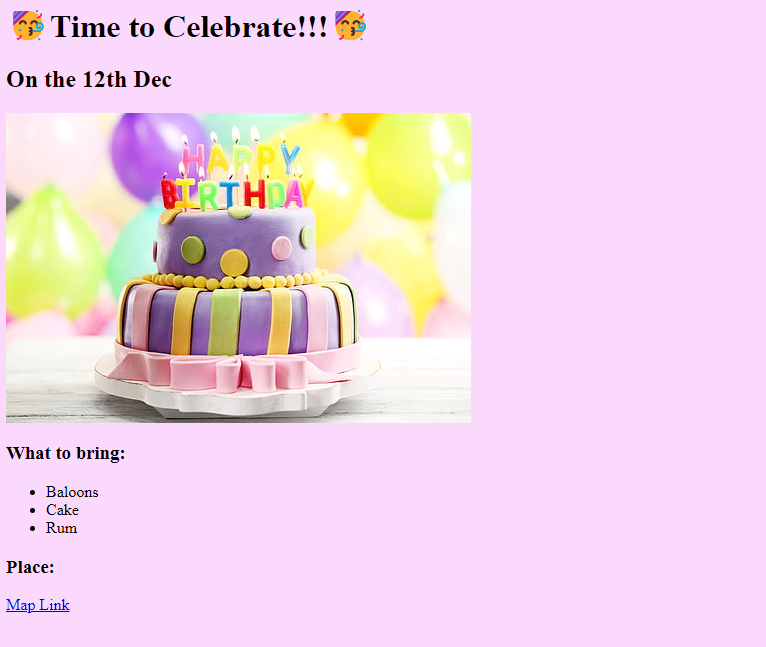 🥳 Time to Celebrate!!! 🥳
On the 12th Dec
HAPPY
BIRTHDAY
What to bring:
Baloons
Cake
Rum
Place:
Map Link